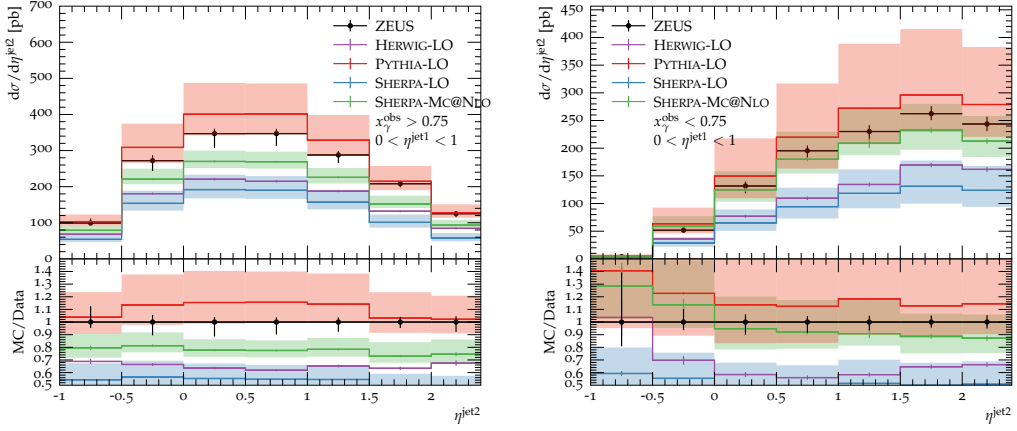 dσ/dη^jet2 [pb]
700
600
500
400
300
200
100
0
ZEUS
HERWIG-LO
PYTHIA-LO
SHERPA-LO
SHERPA-MC@NLO
x_γ^obs > 0.75
0 < η^jet1 < 1
MC/Data
1.4
1.3
1.2
1.1
1
0.9
0.8
0.7
0.6
0.5
-1 -0.5 0 0.5 1 1.5 2
η^jet2
dσ/dη^jet2 [pb]
450
400
350
300
250
200
150
100
50
0
ZEUS
HERWIG-LO
PYTHIA-LO
SHERPA-LO
SHERPA-MC@NLO
x_γ^obs < 0.75
0 < η^jet1 < 1
MC/Data
1.4
1.3
1.2
1.1
1
0.9
0.8
0.7
0.6
0.5
-1 -0.5 0 0.5 1 1.5 2
η^jet2